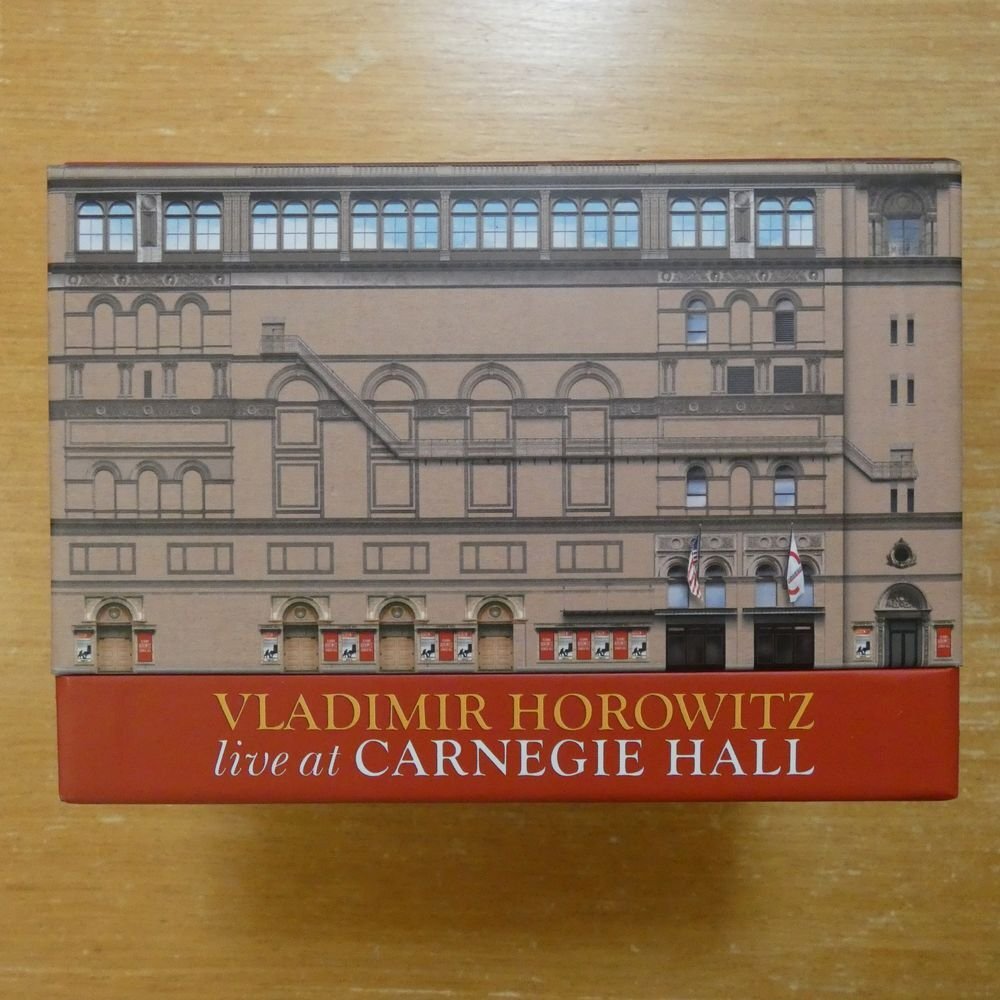 VLADIMIR HOROWITZ
live at CARNEGIE HALL